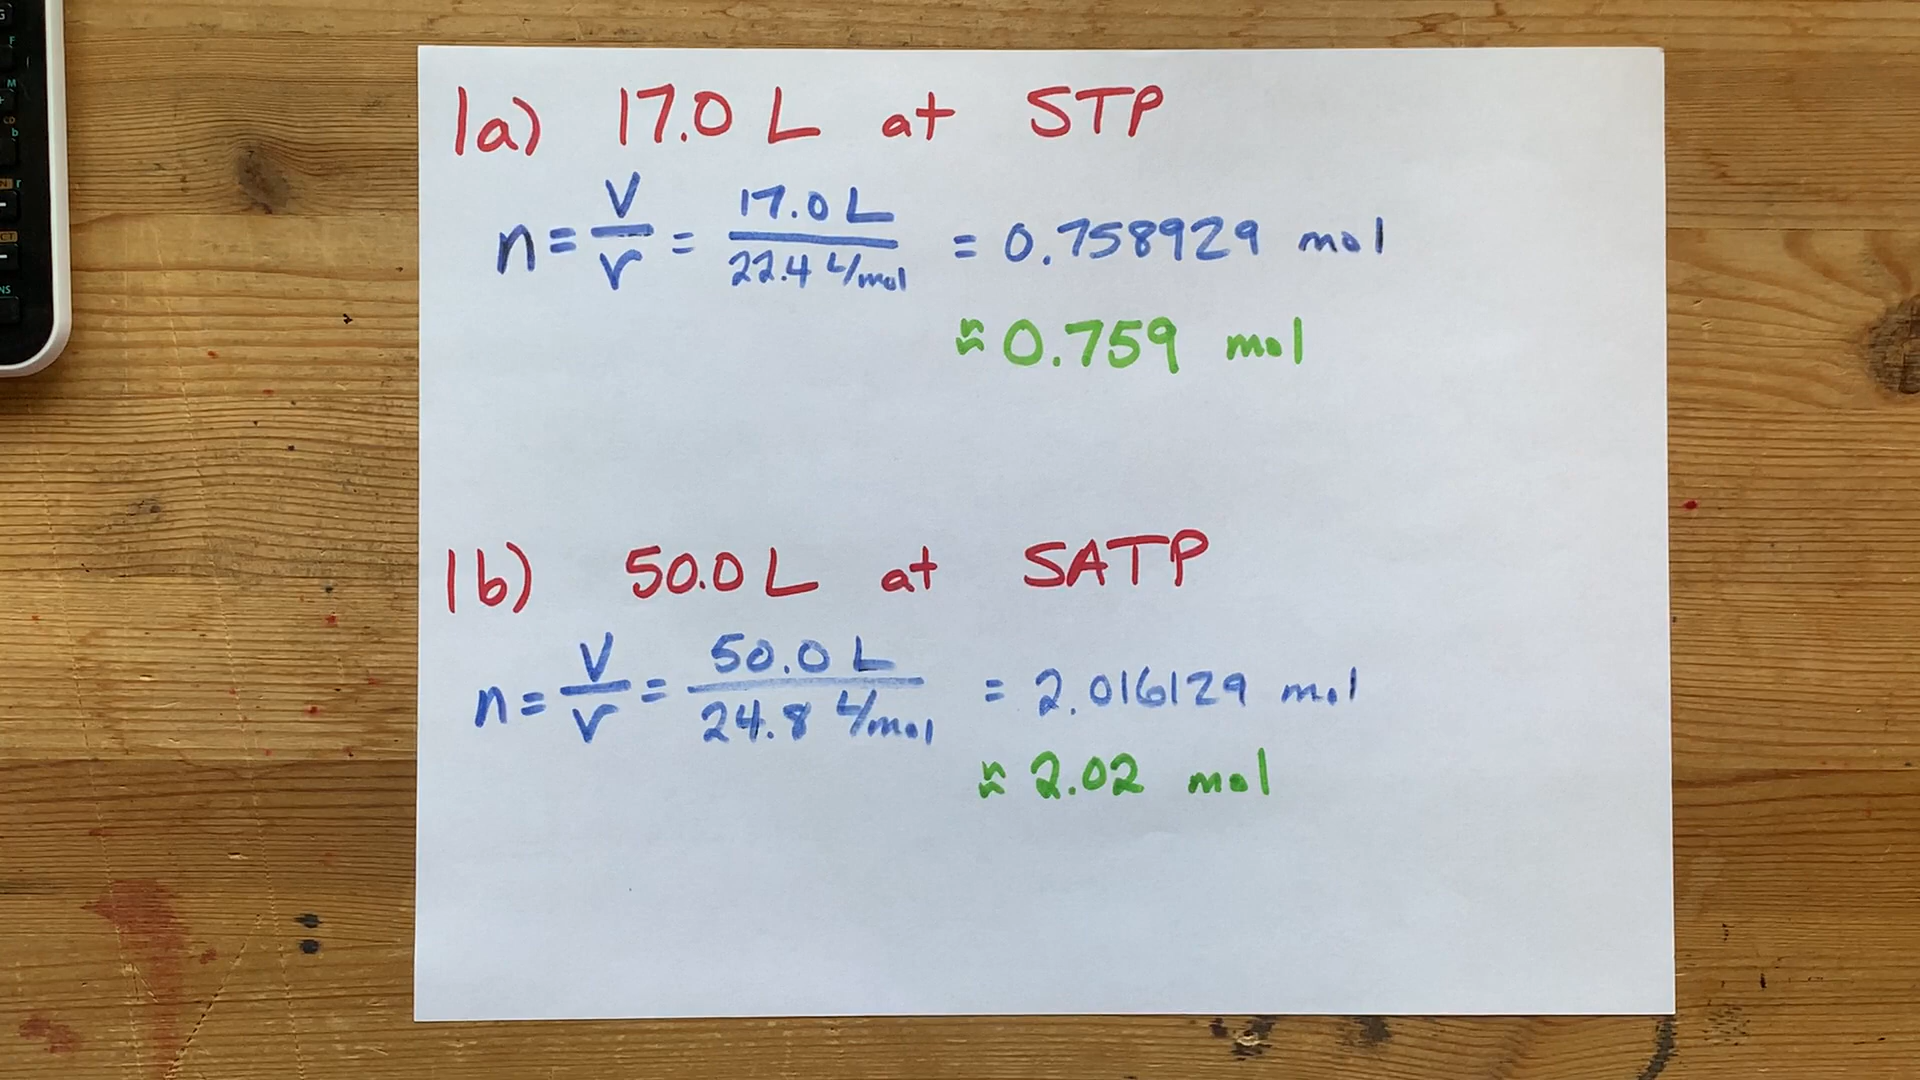 1a) 17.0 L at STP
n = V/v = 17.0 L / 22.4 L/mol = 0.758929 mol
≈ 0.759 mol
1b) 50.0 L at SATP
n = V/v = 50.0 L / 24.8 L/mol = 2.016129 mol
≈ 2.02 mol